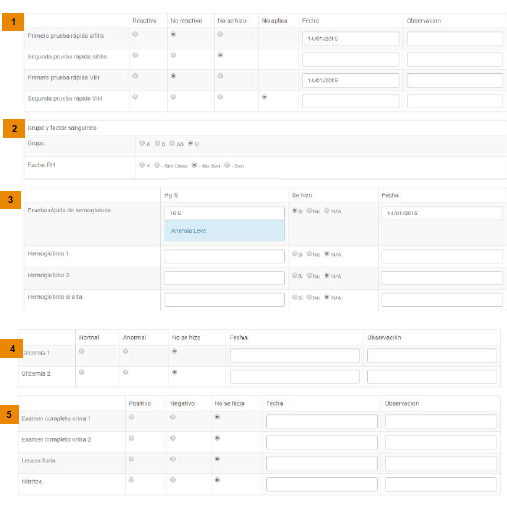 1
Reactivo No reactivo No se hizo No aplica Fecha Observacion
Primera prueba rápida sífilis 14/01/2015
Segunda prueba rápida sífilis
Primera prueba rápida VIH 14/01/2015
Segunda prueba rápida VIH
2
Grupo y factor sanguíneo
Grupo A B AB O
Factor RH + - Sen Desc - No Sen - Sen
3
Hg % Se hizo Fecha
Prueba rápida de hemoglobina 10.5 Si No N/A 14/01/2015
Anemia Leve
Hemoglobina 1 Si No N/A
Hemoglobina 2 Si No N/A
Hemoglobina al alta Si No N/A
4
Normal Anormal No se hizo Fecha Observación
Glicemia 1
Glicemia 2
5
Positivo Negativo No se hizo Fecha Observacion
Examen completo orina 1
Examen completo orina 2
Leucocituria
Nitritos